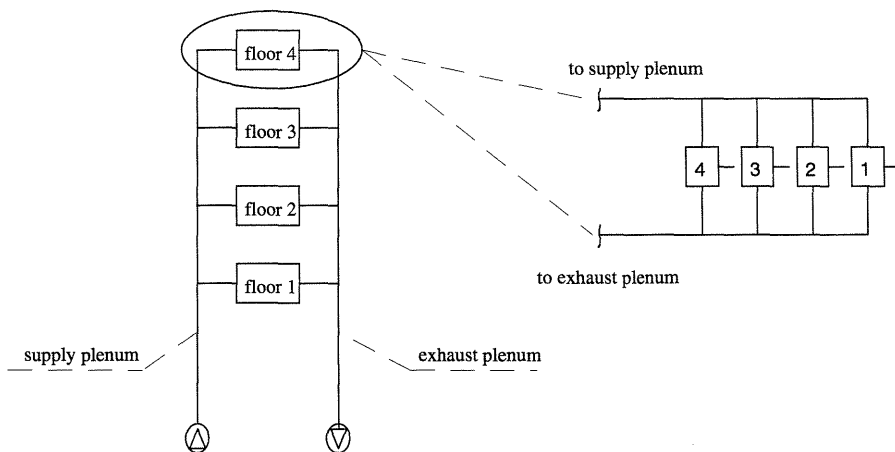 floor 4
floor 3
floor 2
floor 1
supply plenum
exhaust plenum
to supply plenum
4 3 2 1
to exhaust plenum